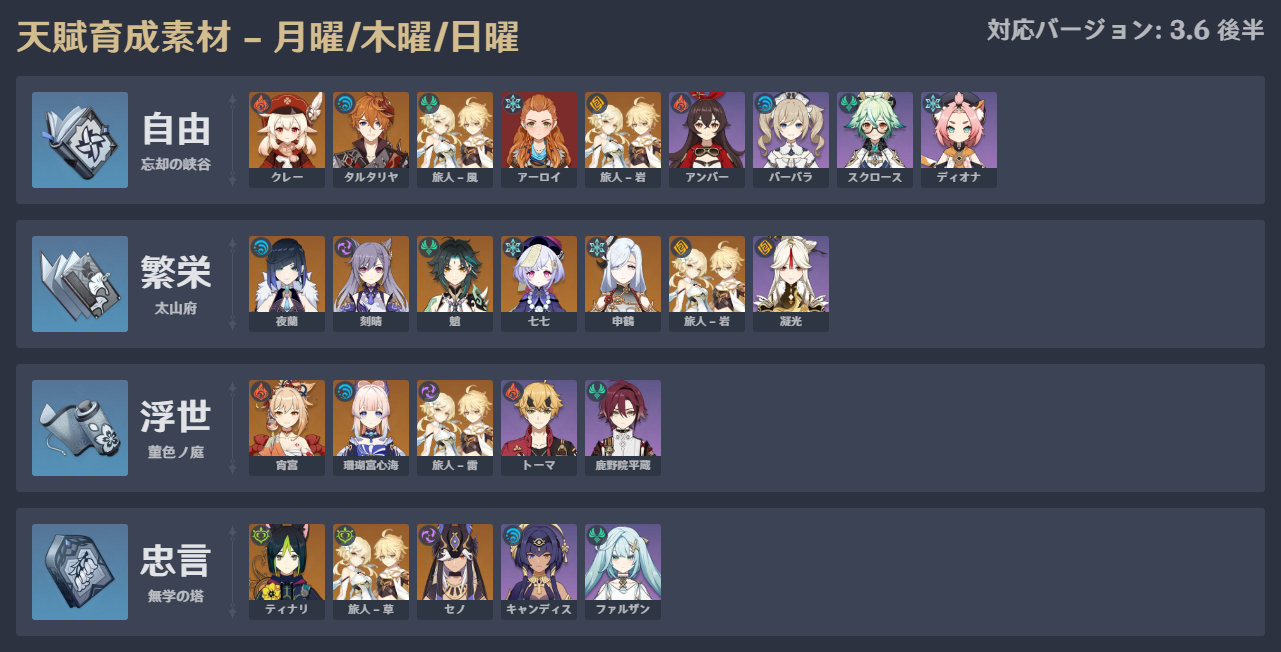 天賦育成素材 – 月曜/木曜/日曜
対応バージョン: 3.6 後半
自由
忘却の峡谷
クレー
タルタリヤ
旅人 – 風
アーロイ
旅人 – 岩
アンバー
バーバラ
スクロース
ディオナ
繁栄
太山府
夜蘭
刻晴
魈
七七
申鶴
旅人 – 岩
凝光
浮世
菫色ノ庭
宵宮
珊瑚宮心海
旅人 – 雷
トーマ
鹿野院平蔵
忠言
無学の塔
ティナリ
旅人 – 草
セノ
キャンディス
ファルザン